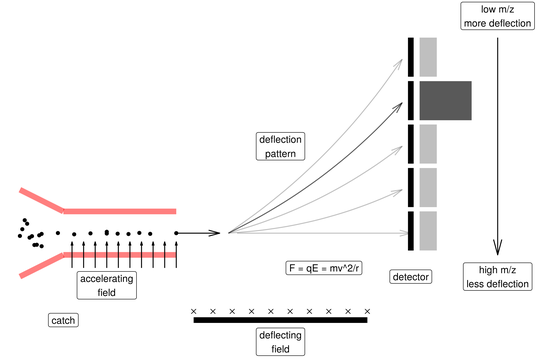 low m/z
more deflection
deflection
pattern
F = qE = mv^2/r
detector
high m/z
less deflection
accelerating
field
catch
× × × × × × × × × ×
deflecting
field